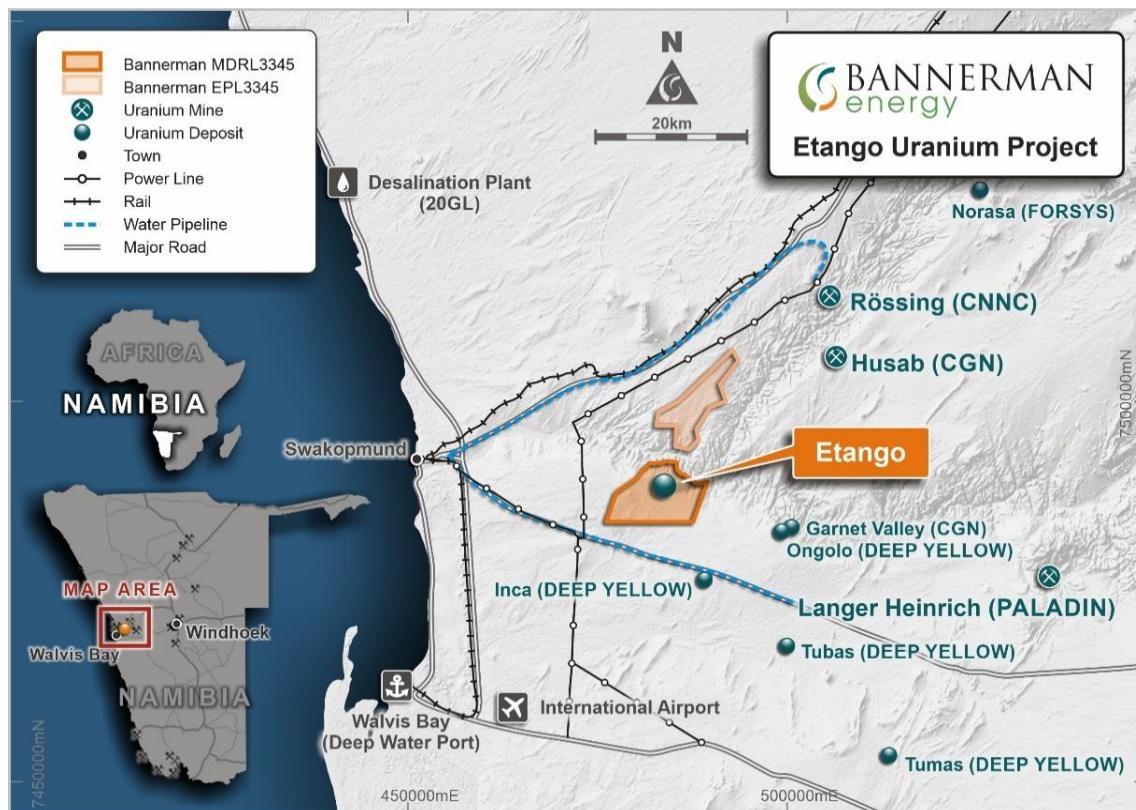 Bannerman MDRL3345
Bannerman EPL3345
Uranium Mine
Uranium Deposit
Town
Power Line
Rail
Water Pipeline
Major Road
N
20km
BANNERMAN
energy
Etango Uranium Project
Desalination Plant
(20GL)
Norasa (FORSYS)
Rössing (CNNC)
Husab (CGN)
7500000mN
AFRICA
NAMIBIA
Swakopmund
Etango
Garnet Valley (CGN)
Ongolo (DEEP YELLOW)
Inca (DEEP YELLOW)
Langer Heinrich (PALADIN)
Tubas (DEEP YELLOW)
MAP AREA
Windhoek
Walvis Bay
NAMIBIA
Walvis Bay
(Deep Water Port)
International Airport
Tumas (DEEP YELLOW)
7450000mN
450000mE
500000mE